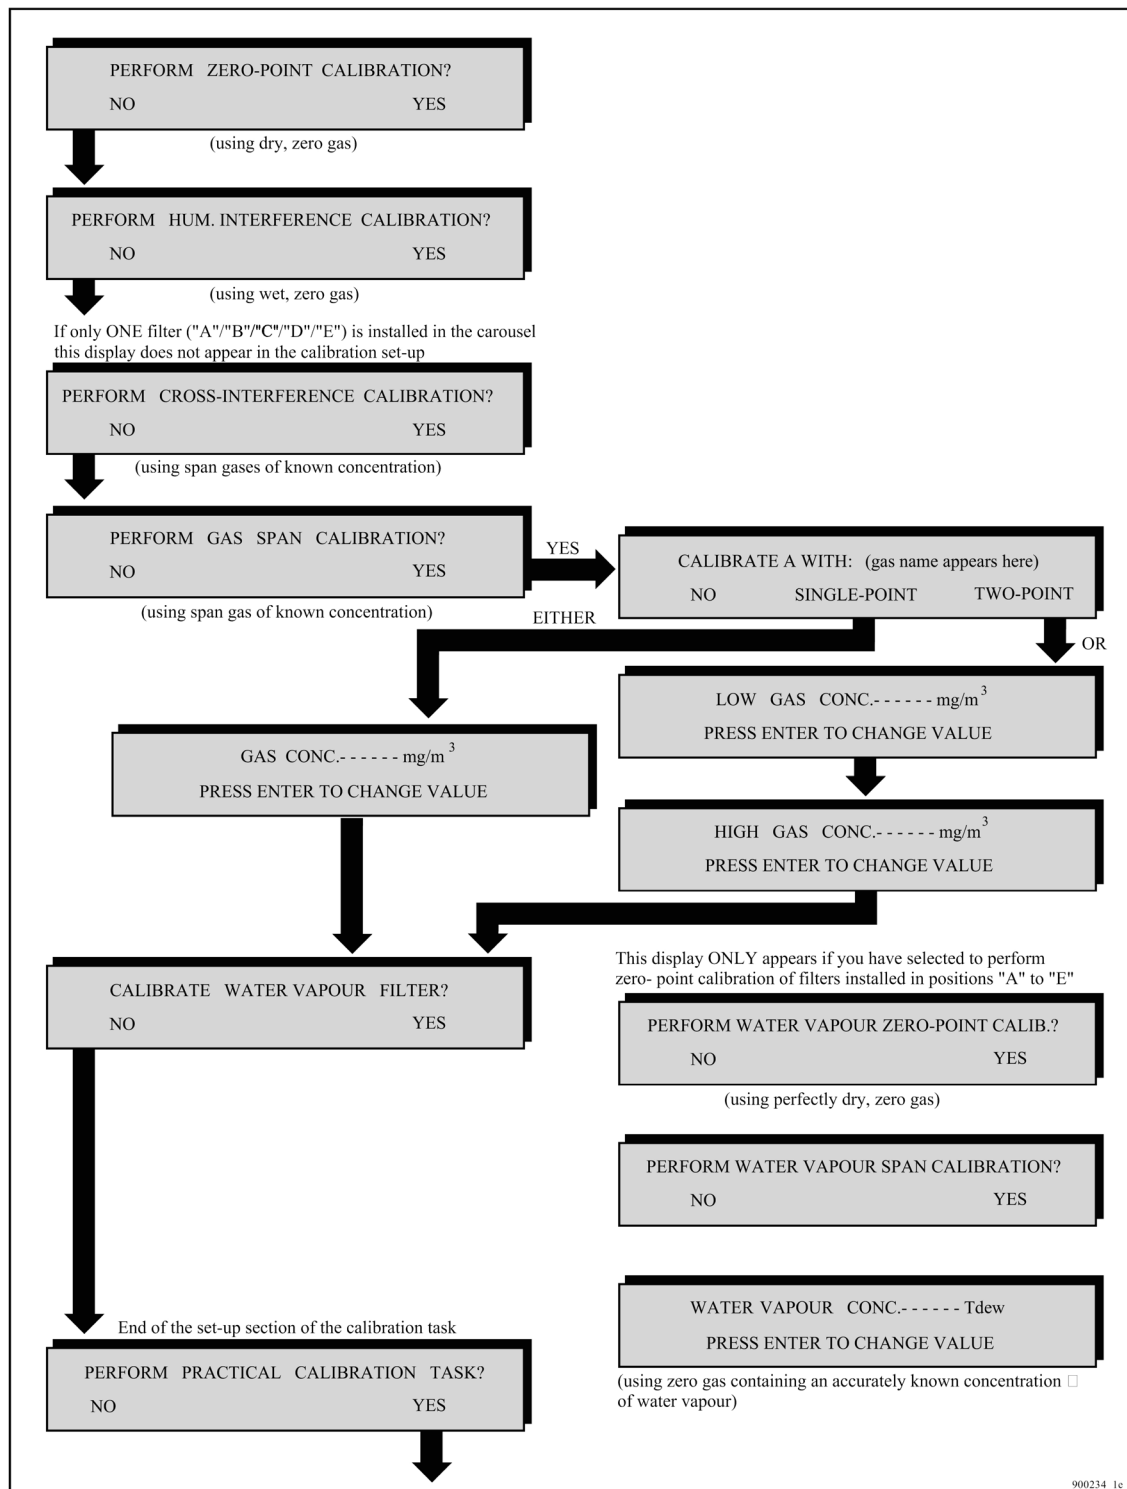 PERFORM ZERO-POINT CALIBRATION?
NO YES
(using dry, zero gas)
PERFORM HUM. INTERFERENCE CALIBRATION?
NO YES
(using wet, zero gas)
If only ONE filter ("A"/"B"/"C"/"D"/"E") is installed in the carousel
this display does not appear in the calibration set-up
PERFORM CROSS-INTERFERENCE CALIBRATION?
NO YES
(using span gases of known concentration)
PERFORM GAS SPAN CALIBRATION?
NO YES
(using span gas of known concentration)
YES
CALIBRATE A WITH: (gas name appears here)
NO SINGLE-POINT TWO-POINT
EITHER
OR
GAS CONC.- - - - - - mg/m³
PRESS ENTER TO CHANGE VALUE
LOW GAS CONC.- - - - - - mg/m³
PRESS ENTER TO CHANGE VALUE
HIGH GAS CONC.- - - - - - mg/m³
PRESS ENTER TO CHANGE VALUE
CALIBRATE WATER VAPOUR FILTER?
NO YES
This display ONLY appears if you have selected to perform
zero- point calibration of filters installed in positions "A" to "E"
PERFORM WATER VAPOUR ZERO-POINT CALIB.?
NO YES
(using perfectly dry, zero gas)
PERFORM WATER VAPOUR SPAN CALIBRATION?
NO YES
WATER VAPOUR CONC.- - - - - - Tdew
PRESS ENTER TO CHANGE VALUE
(using zero gas containing an accurately known concentration □
of water vapour)
End of the set-up section of the calibration task
PERFORM PRACTICAL CALIBRATION TASK?
NO YES
900234_1e